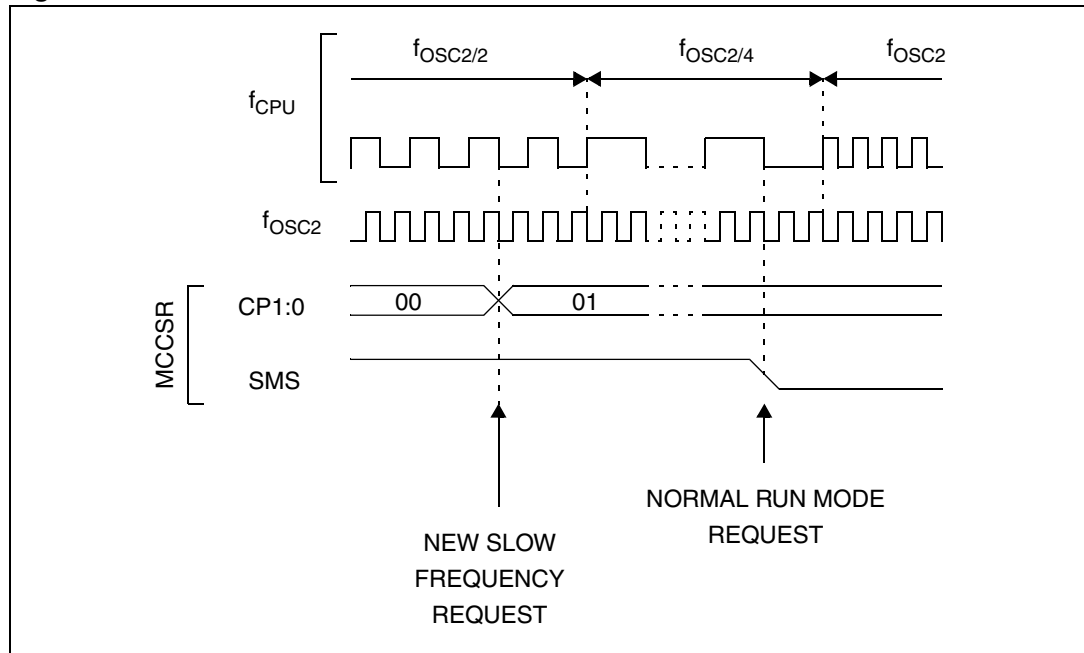 fOSC2/2 fOSC2/4 fOSC2
fCPU
fOSC2
MCCSR
CP1:0 00 01
SMS
NEW SLOW
FREQUENCY
REQUEST
NORMAL RUN MODE
REQUEST